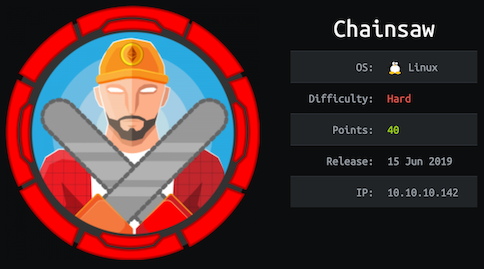 Chainsaw
OS: Linux
Difficulty: Hard
Points: 40
Release: 15 Jun 2019
IP: 10.10.10.142